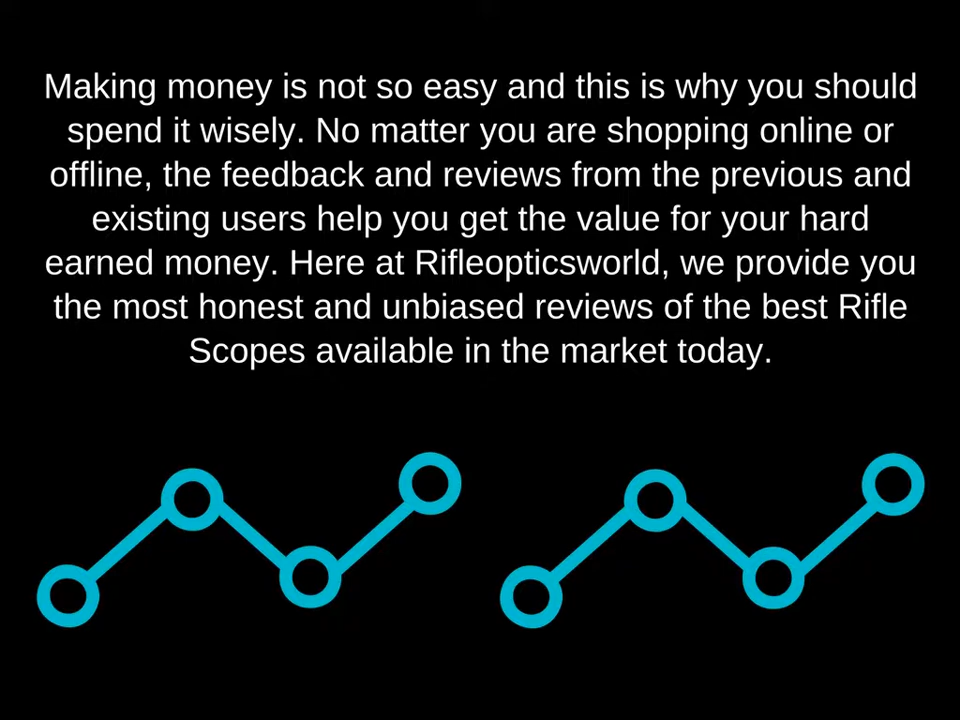 Making money is not so easy and this is why you should
spend it wisely. No matter you are shopping online or
offline, the feedback and reviews from the previous and
existing users help you get the value for your hard
earned money. Here at Rifleopticsworld, we provide you
the most honest and unbiased reviews of the best Rifle
Scopes available in the market today.